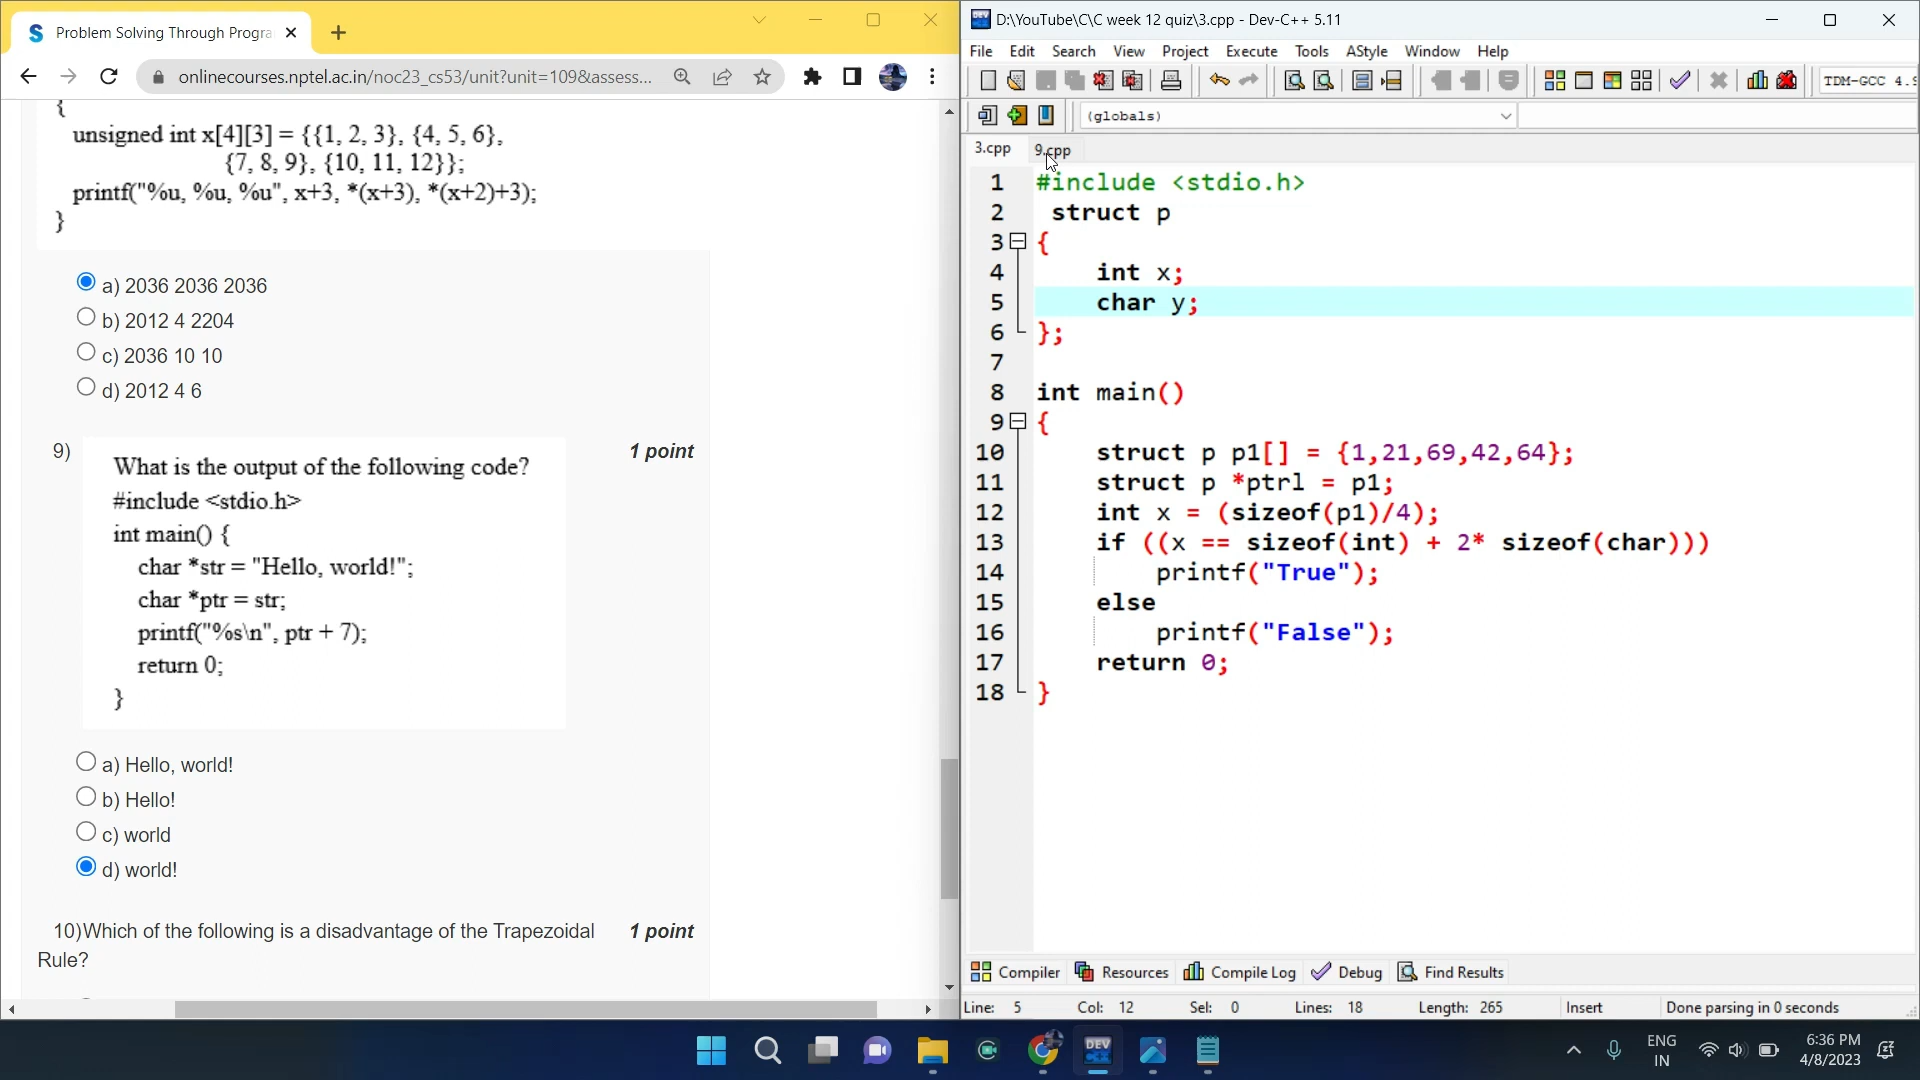 Problem Solving Through Progra
onlinecourses.nptel.ac.in/noc23_cs53/unit?unit=109&assess...
{
unsigned int x[4][3] = {{1, 2, 3}, {4, 5, 6},
{7, 8, 9}, {10, 11, 12}};
printf("%u, %u, %u", x+3, *(x+3), *(x+2)+3);
}
a) 2036 2036 2036
b) 2012 4 2204
c) 2036 10 10
d) 2012 4 6
9)
1 point
What is the output of the following code?
#include <stdio.h>
int main() {
char *str = "Hello, world!";
char *ptr = str;
printf("%s\n", ptr + 7);
return 0;
}
a) Hello, world!
b) Hello!
c) world
d) world!
10)Which of the following is a disadvantage of the Trapezoidal
1 point
Rule?
D:\YouTube\C\C week 12 quiz\3.cpp - Dev-C++ 5.11
File Edit Search View Project Execute Tools AStyle Window Help
TDM-GCC 4.9
(globals)
3.cpp 9.cpp
1 #include <stdio.h>
2 struct p
3 {
4 int x;
5 char y;
6 };
7
8 int main()
9 {
10 struct p p1[] = {1,21,69,42,64};
11 struct p *ptrl = p1;
12 int x = (sizeof(p1)/4);
13 if ((x == sizeof(int) + 2* sizeof(char)))
14 printf("True");
15 else
16 printf("False");
17 return 0;
18 }
Compiler Resources Compile Log Debug Find Results
Line: 5 Col: 12 Sel: 0 Lines: 18 Length: 265 Insert Done parsing in 0 seconds
DEV
ENG
IN
6:36 PM
4/8/2023